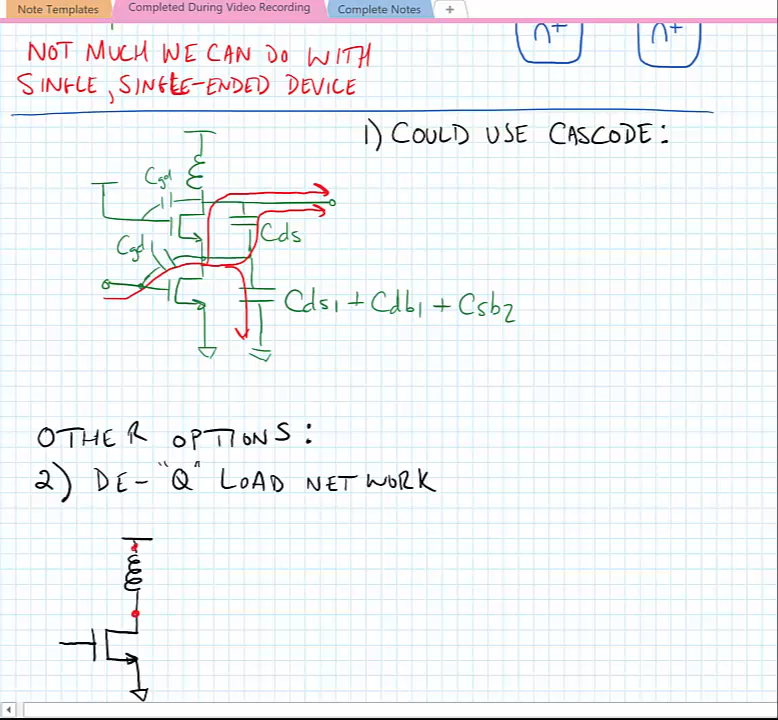 Note Templates
Completed During Video Recording
Complete Notes
+
n+
n+
NOT MUCH WE CAN DO WITH
SINGLE, SINGLE-ENDED DEVICE
1) COULD USE CASCODE:
Cgd
Cgd
Cds
Cds1 + Cdb1 + Csb2
OTHER OPTIONS:
2) DE-"Q" LOAD NETWORK